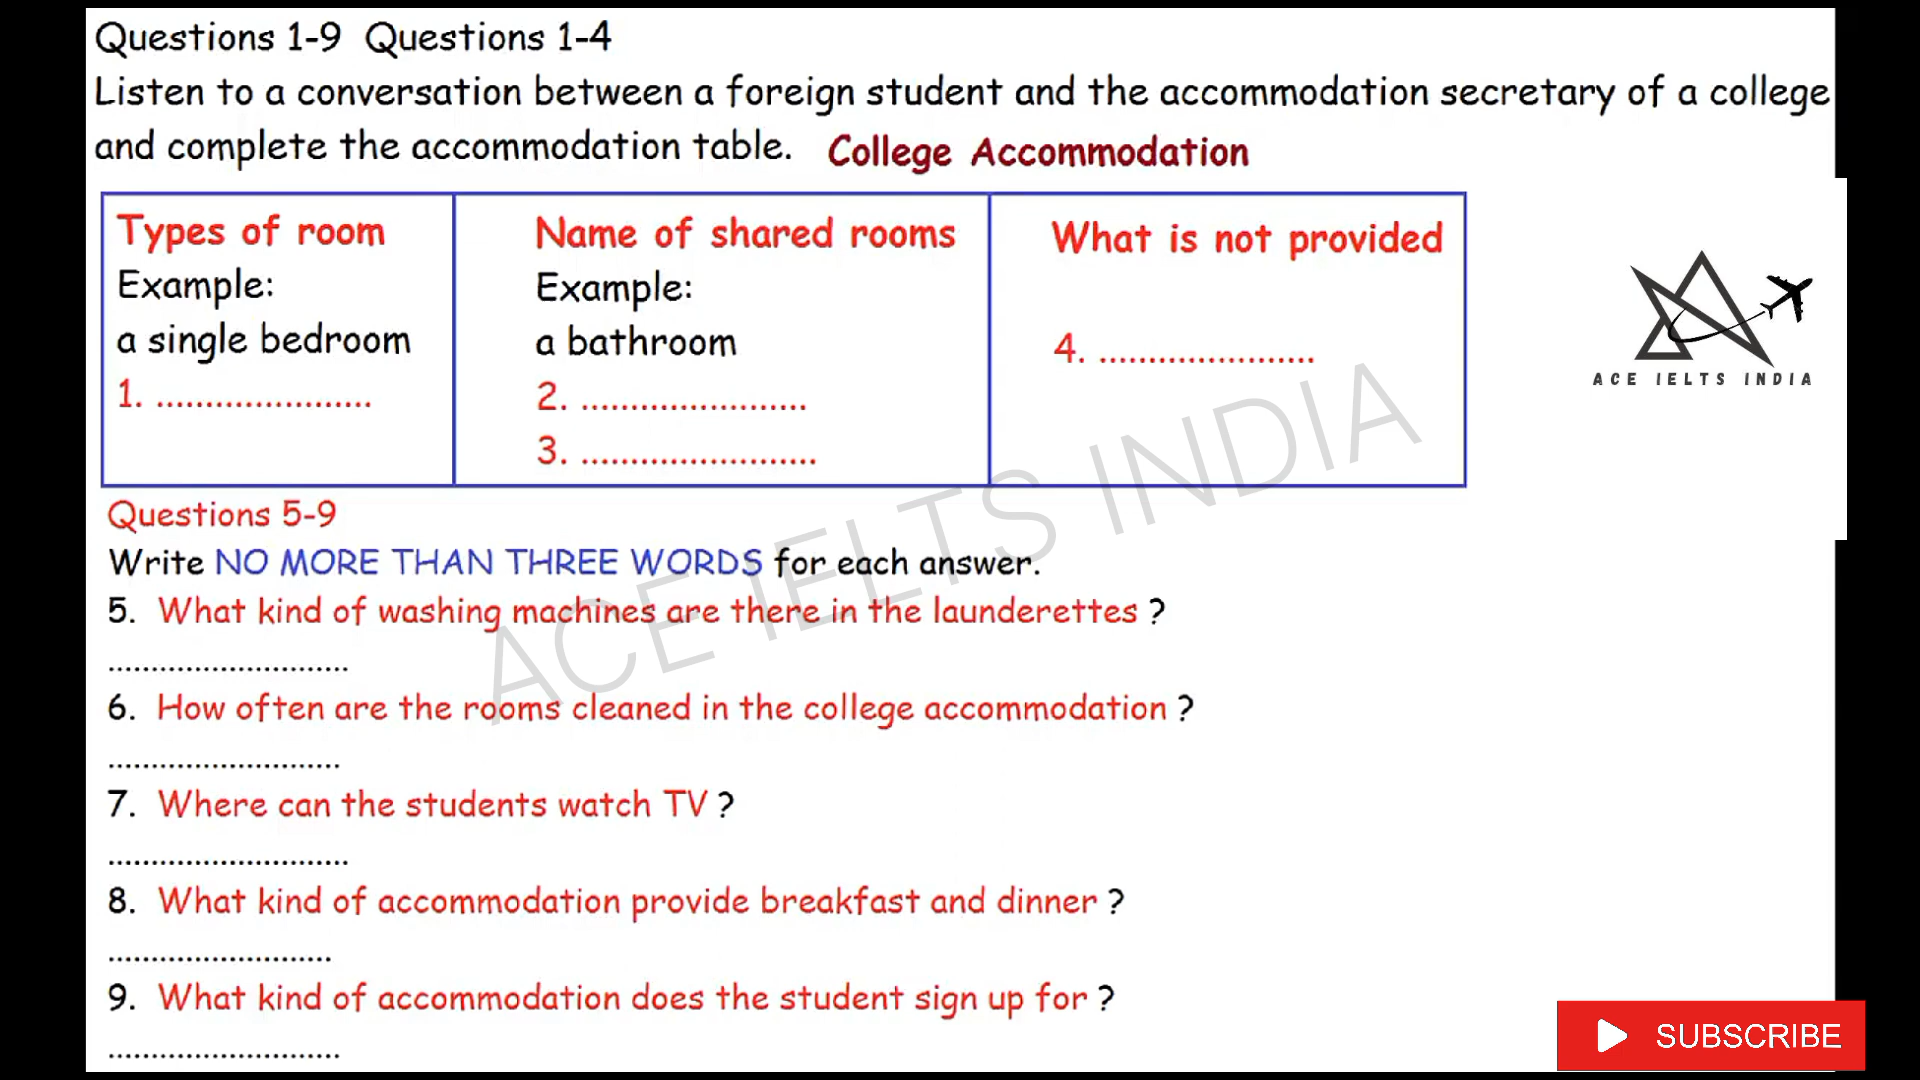 Questions 1-9 Questions 1-4
Listen to a conversation between a foreign student and the accommodation secretary of a college
and complete the accommodation table. College Accommodation
Types of room
Example:
a single bedroom
1. ......................
Name of shared rooms
Example:
a bathroom
2. .......................
3. ........................
What is not provided
4. ......................
ACE IELTS INDIA
ACE IELTS INDIA
Questions 5-9
Write NO MORE THAN THREE WORDS for each answer.
5. What kind of washing machines are there in the launderettes ?
............................
6. How often are the rooms cleaned in the college accommodation ?
...........................
7. Where can the students watch TV ?
............................
8. What kind of accommodation provide breakfast and dinner ?
..........................
9. What kind of accommodation does the student sign up for ?
...........................
SUBSCRIBE